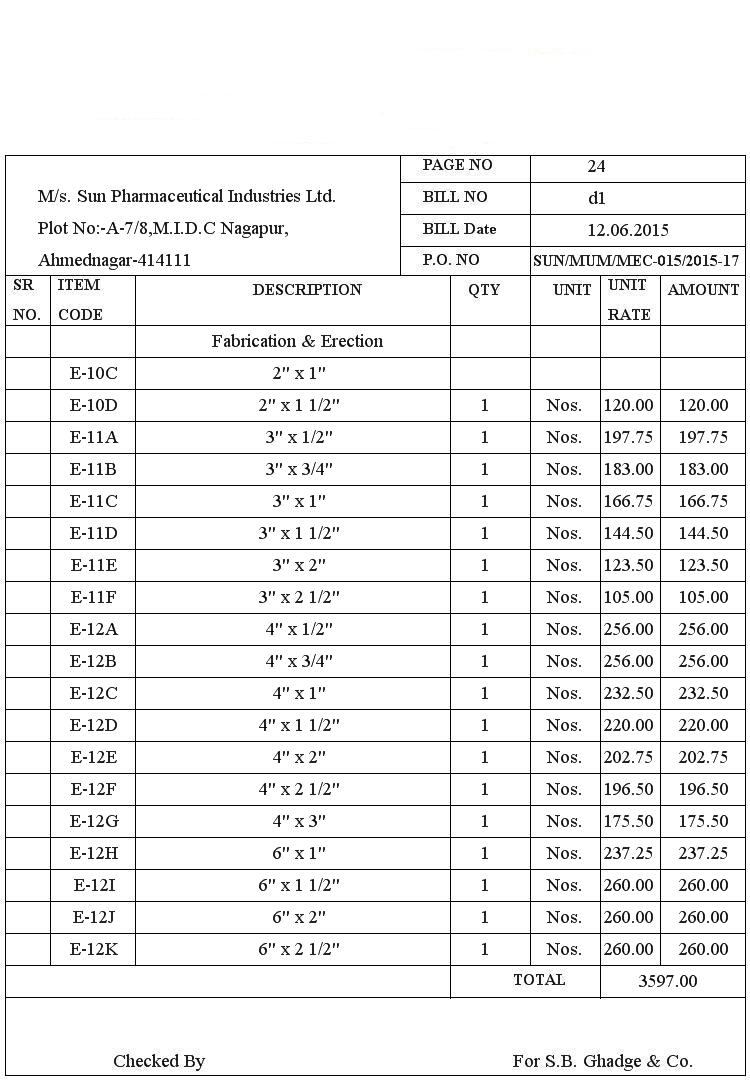 PAGE NO 24
M/s. Sun Pharmaceutical Industries Ltd. BILL NO d1
Plot No:-A-7/8,M.I.D.C Nagapur, BILL Date 12.06.2015
Ahmednagar-414111 P.O. NO SUN/MUM/MEC-015/2015-17
SR NO. ITEM CODE DESCRIPTION QTY UNIT UNIT RATE AMOUNT
Fabrication & Erection
E-10C 2" x 1"
E-10D 2" x 1 1/2" 1 Nos. 120.00 120.00
E-11A 3" x 1/2" 1 Nos. 197.75 197.75
E-11B 3" x 3/4" 1 Nos. 183.00 183.00
E-11C 3" x 1" 1 Nos. 166.75 166.75
E-11D 3" x 1 1/2" 1 Nos. 144.50 144.50
E-11E 3" x 2" 1 Nos. 123.50 123.50
E-11F 3" x 2 1/2" 1 Nos. 105.00 105.00
E-12A 4" x 1/2" 1 Nos. 256.00 256.00
E-12B 4" x 3/4" 1 Nos. 256.00 256.00
E-12C 4" x 1" 1 Nos. 232.50 232.50
E-12D 4" x 1 1/2" 1 Nos. 220.00 220.00
E-12E 4" x 2" 1 Nos. 202.75 202.75
E-12F 4" x 2 1/2" 1 Nos. 196.50 196.50
E-12G 4" x 3" 1 Nos. 175.50 175.50
E-12H 6" x 1" 1 Nos. 237.25 237.25
E-12I 6" x 1 1/2" 1 Nos. 260.00 260.00
E-12J 6" x 2" 1 Nos. 260.00 260.00
E-12K 6" x 2 1/2" 1 Nos. 260.00 260.00
TOTAL 3597.00
Checked By For S.B. Ghadge & Co.